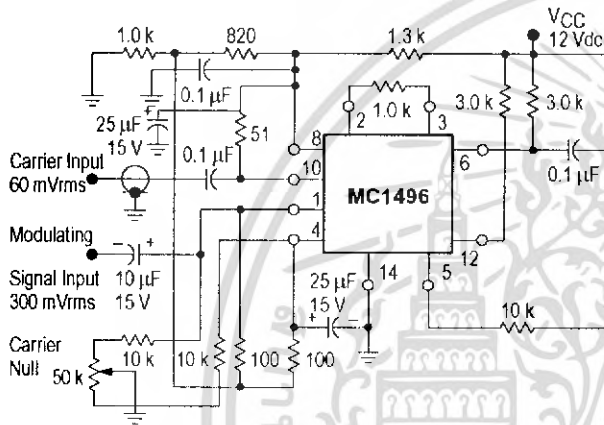 1.0 k
820
1.3 k
VCC
12 Vdc
0.1 µF
25 µF
15 V
+
51
1.0 k
2
3
3.0 k
3.0 k
Carrier Input
60 mVrms
0.1 µF
8
10
1
4
MC1496
6
12
0.1 µF
Modulating
Signal Input
300 mVrms
− +
10 µF
15 V
14
5
25 µF
15 V
+ −
10 k
Carrier
Null
50 k
10 k
10 k
100
100